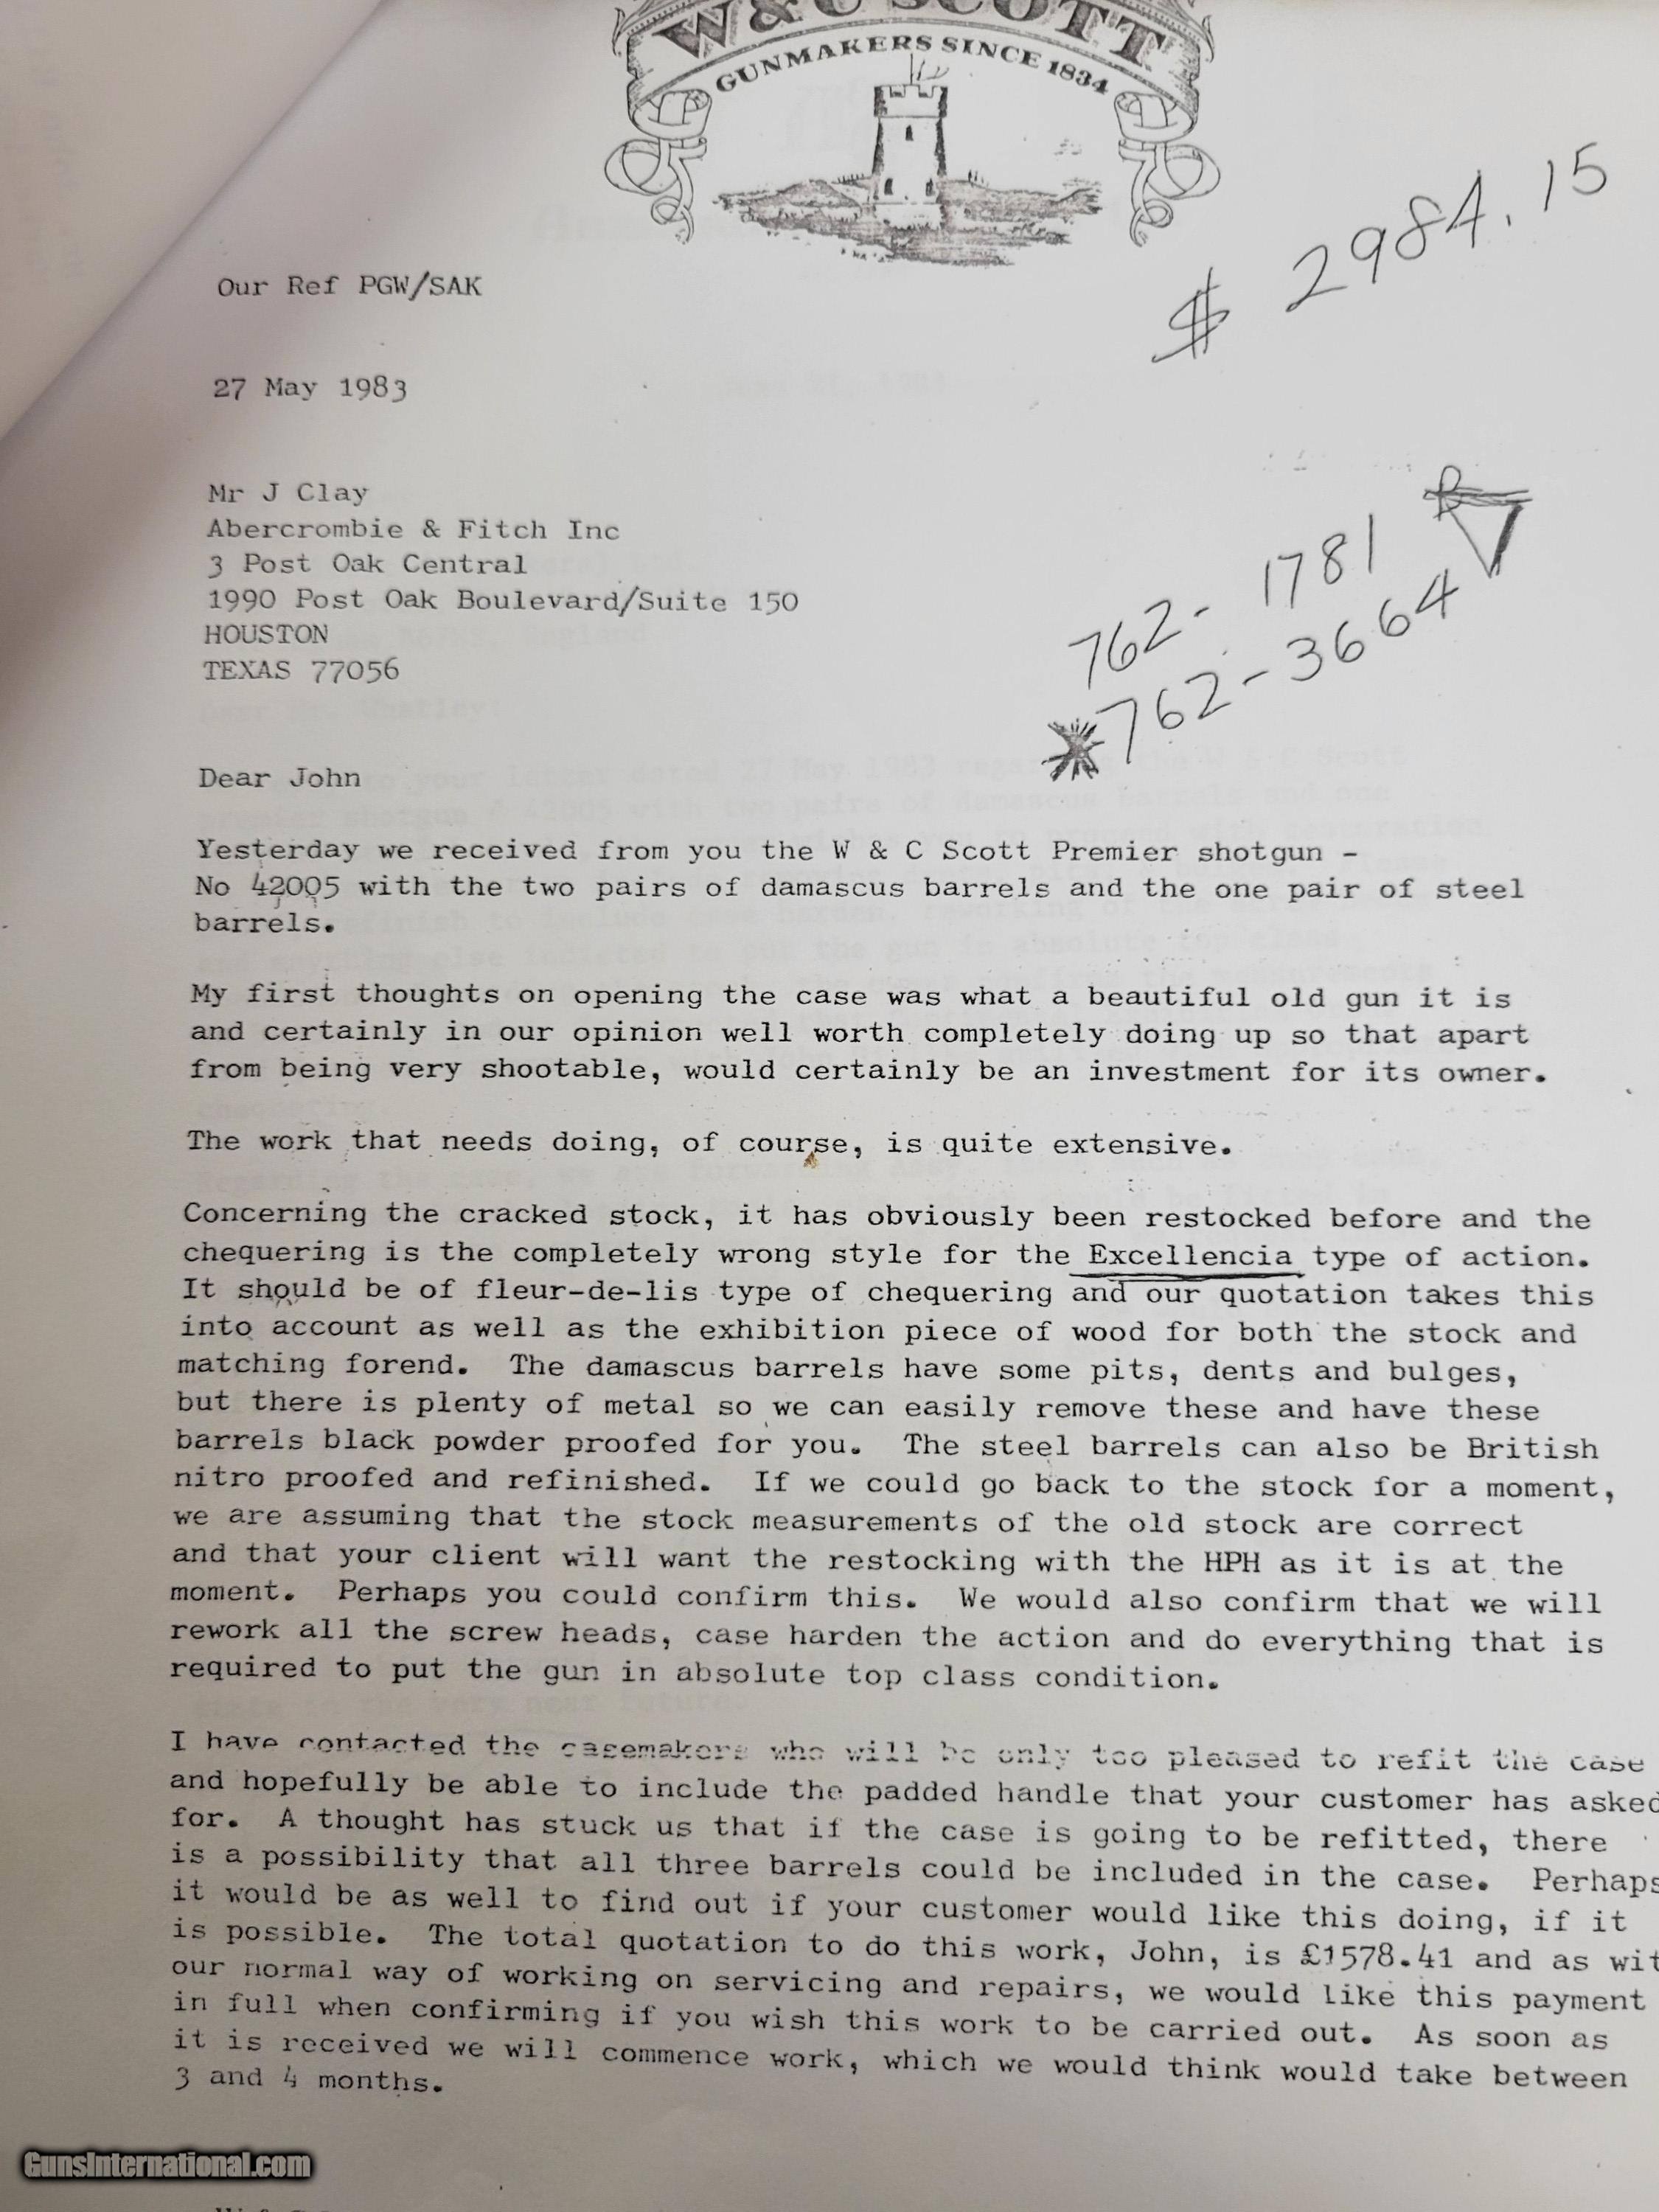 W & C SCOTT
GUNMAKERS SINCE 1834
$ 2984.15
Our Ref PGW/SAK
27 May 1983
Mr J Clay
Abercrombie & Fitch Inc
3 Post Oak Central
1990 Post Oak Boulevard/Suite 150
HOUSTON
TEXAS 77056
762-1781
*762-3664
Dear John
Yesterday we received from you the W & C Scott Premier shotgun -
No 42005 with the two pairs of damascus barrels and the one pair of steel
barrels.
My first thoughts on opening the case was what a beautiful old gun it is
and certainly in our opinion well worth completely doing up so that apart
from being very shootable, would certainly be an investment for its owner.
The work that needs doing, of course, is quite extensive.
Concerning the cracked stock, it has obviously been restocked before and the
chequering is the completely wrong style for the Excellencia type of action.
It should be of fleur-de-lis type of chequering and our quotation takes this
into account as well as the exhibition piece of wood for both the stock and
matching forend. The damascus barrels have some pits, dents and bulges,
but there is plenty of metal so we can easily remove these and have these
barrels black powder proofed for you. The steel barrels can also be British
nitro proofed and refinished. If we could go back to the stock for a moment,
we are assuming that the stock measurements of the old stock are correct
and that your client will want the restocking with the HPH as it is at the
moment. Perhaps you could confirm this. We would also confirm that we will
rework all the screw heads, case harden the action and do everything that is
required to put the gun in absolute top class condition.
I have contacted the casemakers who will be only too pleased to refit the case
and hopefully be able to include the padded handle that your customer has asked
for. A thought has stuck us that if the case is going to be refitted, there
is a possibility that all three barrels could be included in the case. Perhaps
it would be as well to find out if your customer would like this doing, if it
is possible. The total quotation to do this work, John, is £1578.41 and as wit
our normal way of working on servicing and repairs, we would like this payment
in full when confirming if you wish this work to be carried out. As soon as
it is received we will commence work, which we would think would take between
3 and 4 months.
GunsInternational.com